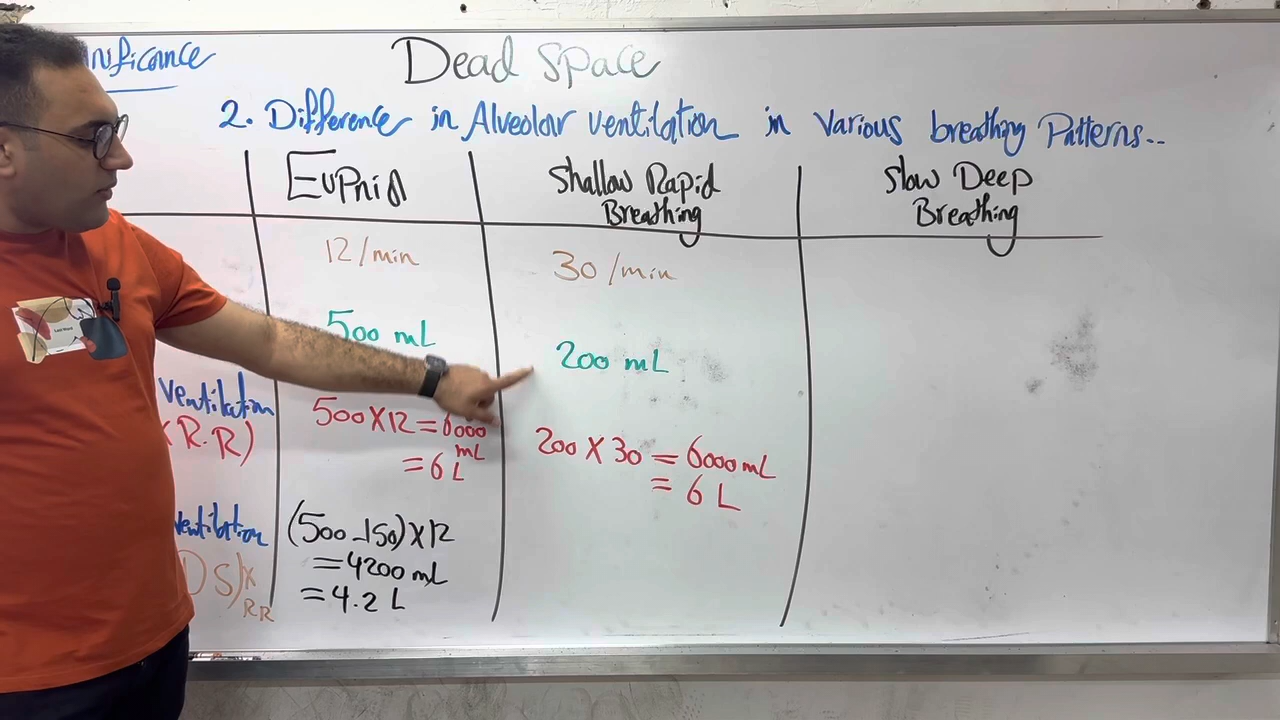 nificance
Dead Space
2. Difference in Alveolar ventilation in various breathing Patterns..
Eupnia
Shallow Rapid
Breathing
Slow Deep
Breathing
12/min
30/min
500 mL
200 mL
ventilation
(R.R)
500 X 12 = 6000
mL
= 6 L
200 X 30 = 6000 mL
= 6 L
ventilation
DS) X
RR
(500 - 150) X 12
= 4200 mL
= 4.2 L